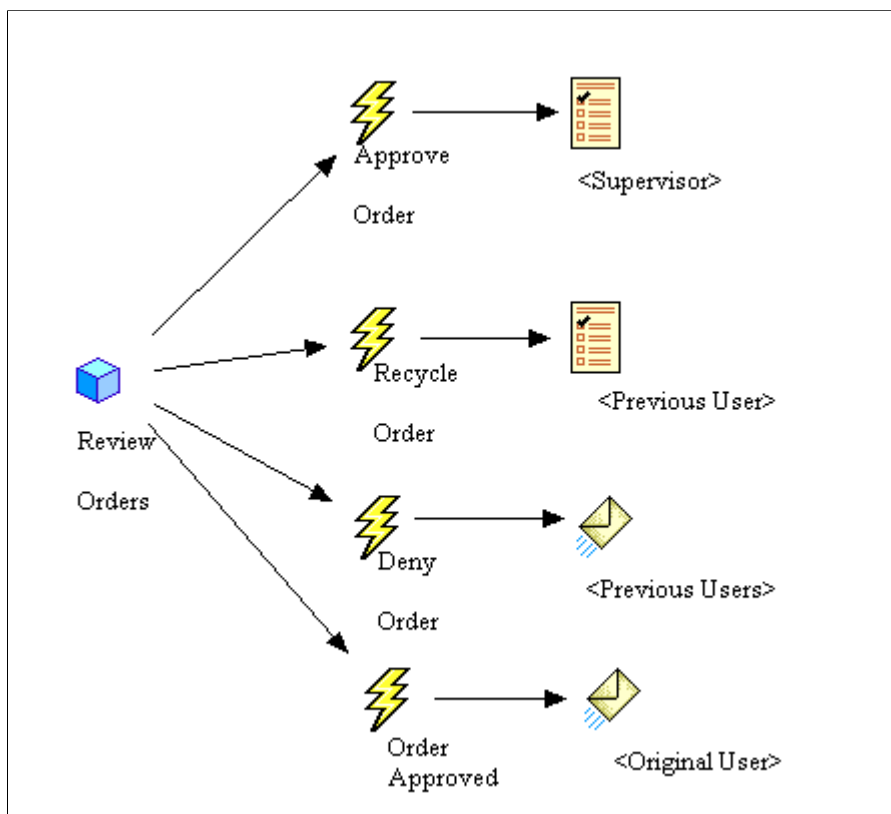 Approve
Order
<Supervisor>
Recycle
Order
<Previous User>
Review
Orders
Deny
Order
<Previous Users>
Order
Approved
<Original User>